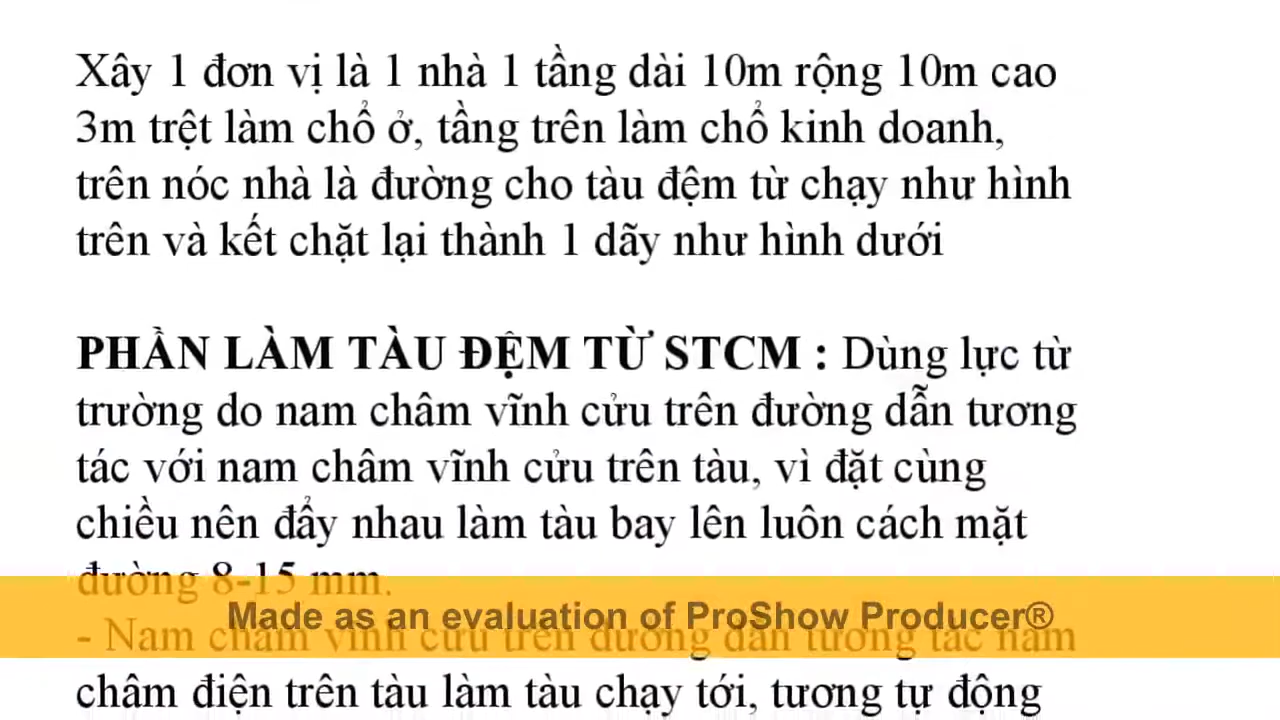 Xây 1 đơn vị là 1 nhà 1 tầng dài 10m rộng 10m cao
3m trệt làm chổ ở, tầng trên làm chổ kinh doanh,
trên nóc nhà là đường cho tàu đệm từ chạy như hình
trên và kết chặt lại thành 1 dãy như hình dưới
PHẦN LÀM TÀU ĐỆM TỪ STCM : Dùng lực từ
trường do nam châm vĩnh cửu trên đường dẫn tương
tác với nam châm vĩnh cửu trên tàu, vì đặt cùng
chiều nên đẩy nhau làm tàu bay lên luôn cách mặt
đường 8-15 mm.
Made as an evaluation of ProShow Producer®
- Nam châm vĩnh cửu trên đường dẫn tương tác nam
châm điện trên tàu làm tàu chạy tới, tương tự động